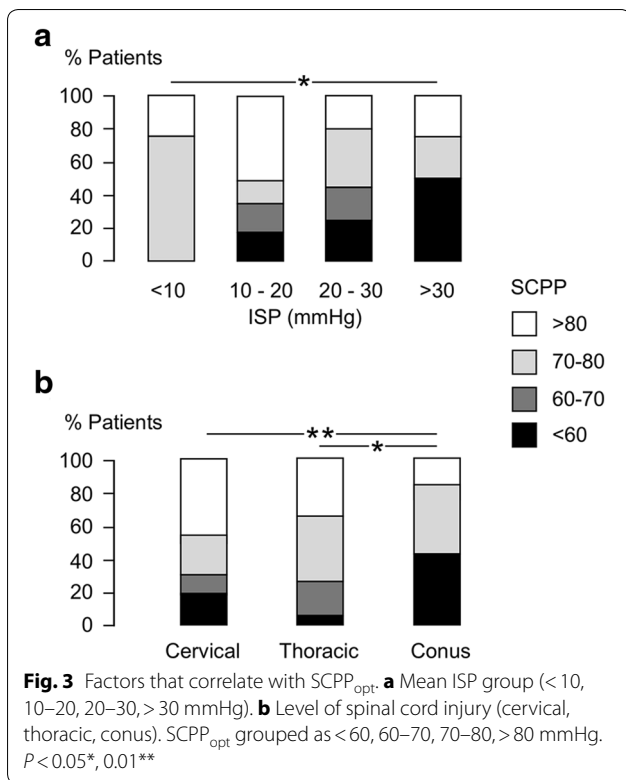 a
% Patients
*
100
80
60
40
20
0
<10 10 - 20 20 - 30 >30
ISP (mmHg)
SCPP
>80
70-80
60-70
<60
b
% Patients
**
*
100
80
60
40
20
0
Cervical Thoracic Conus
Fig. 3 Factors that correlate with SCPPopt. a Mean ISP group (< 10,
10–20, 20–30, > 30 mmHg). b Level of spinal cord injury (cervical,
thoracic, conus). SCPPopt grouped as < 60, 60–70, 70–80, > 80 mmHg.
P < 0.05*, 0.01**